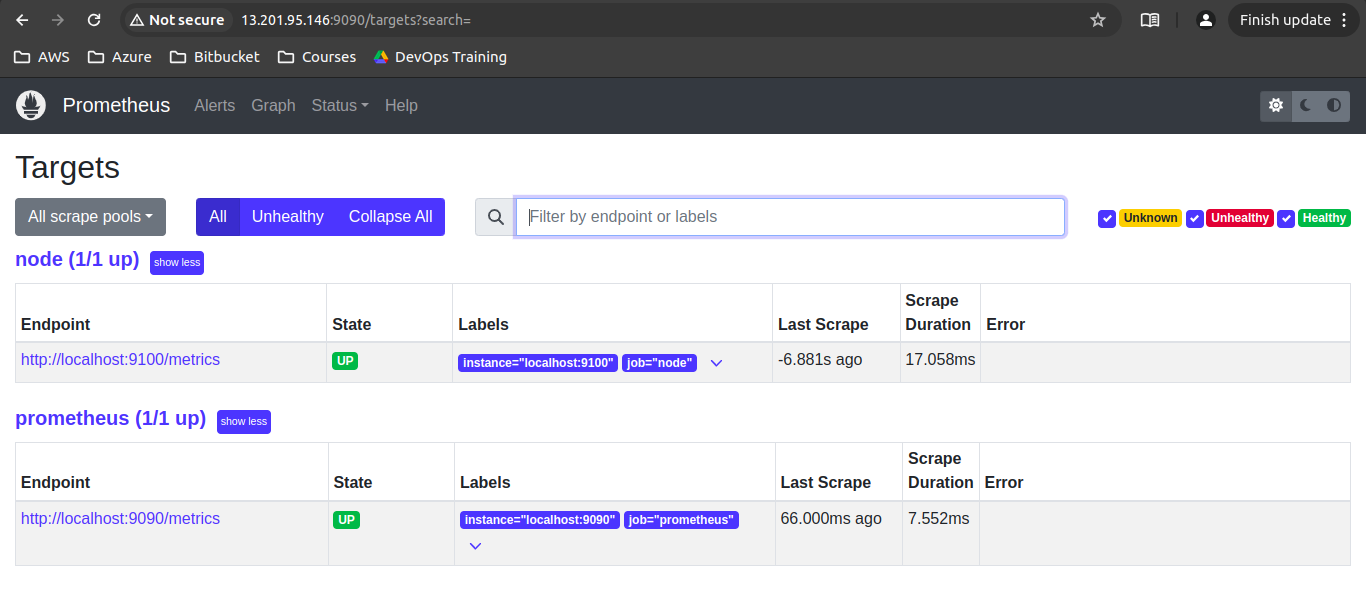 Not secure 13.201.95.146:9090/targets?search= Finish update
AWS Azure Bitbucket Courses DevOps Training
Prometheus Alerts Graph Status Help
Targets
All scrape pools All Unhealthy Collapse All Filter by endpoint or labels Unknown Unhealthy Healthy
node (1/1 up) show less
Endpoint State Labels Last Scrape Scrape Duration Error
http://localhost:9100/metrics UP instance="localhost:9100" job="node" -6.881s ago 17.058ms
prometheus (1/1 up) show less
Endpoint State Labels Last Scrape Scrape Duration Error
http://localhost:9090/metrics UP instance="localhost:9090" job="prometheus" 66.000ms ago 7.552ms